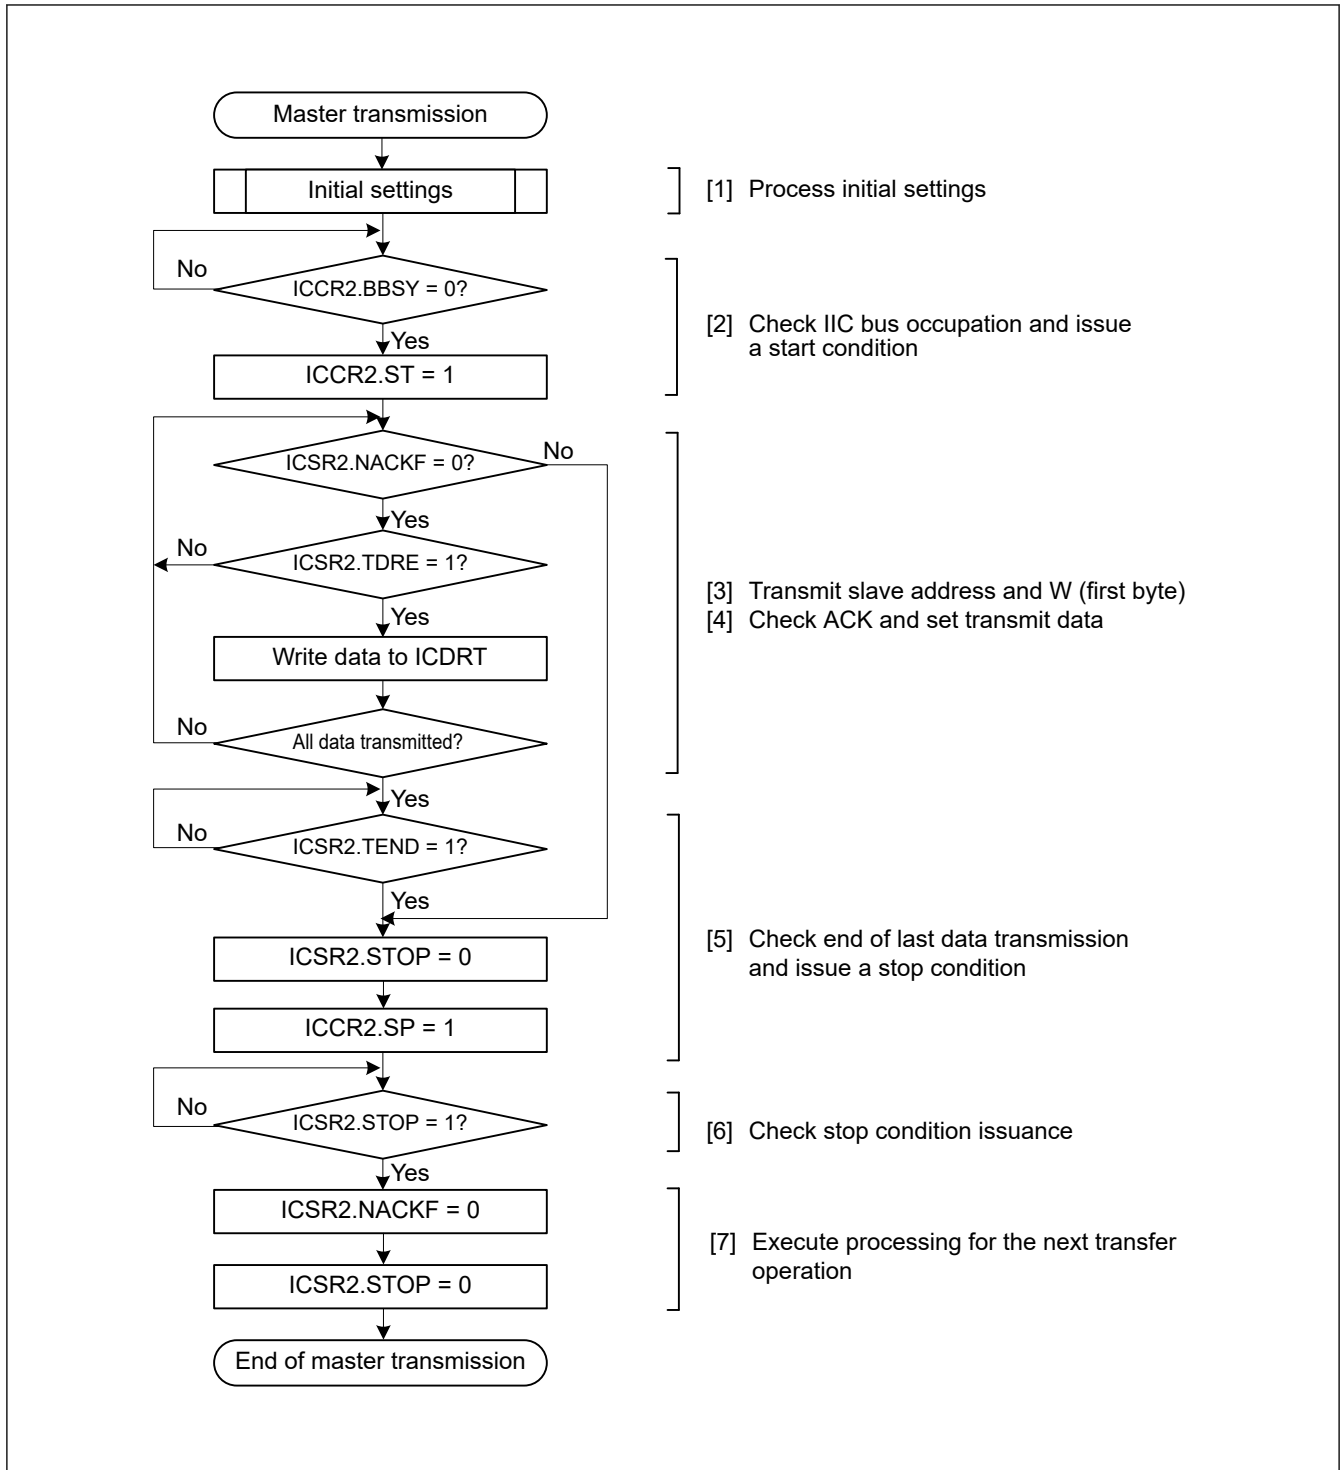 Master transmission
Initial settings
[1] Process initial settings
No
ICCR2.BBSY = 0?
Yes
ICCR2.ST = 1
[2] Check IIC bus occupation and issue
a start condition
ICSR2.NACKF = 0?
No
Yes
No
ICSR2.TDRE = 1?
Yes
Write data to ICDRT
No
All data transmitted?
[3] Transmit slave address and W (first byte)
[4] Check ACK and set transmit data
Yes
No
ICSR2.TEND = 1?
Yes
ICSR2.STOP = 0
ICCR2.SP = 1
[5] Check end of last data transmission
and issue a stop condition
No
ICSR2.STOP = 1?
[6] Check stop condition issuance
Yes
ICSR2.NACKF = 0
ICSR2.STOP = 0
[7] Execute processing for the next transfer
operation
End of master transmission